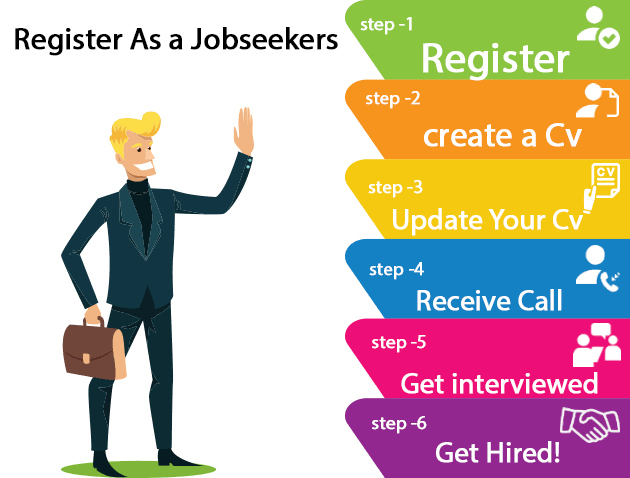 Register As a Jobseekers
step -1
Register
step -2
create a Cv
step -3
CV
Update Your Cv
step -4
Receive Call
step -5
Get interviewed
step -6
Get Hired!